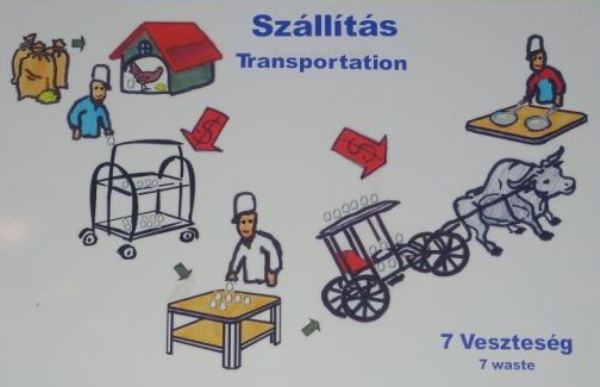 Szállítás
Transportation
$
$
7 Veszteség
7 waste